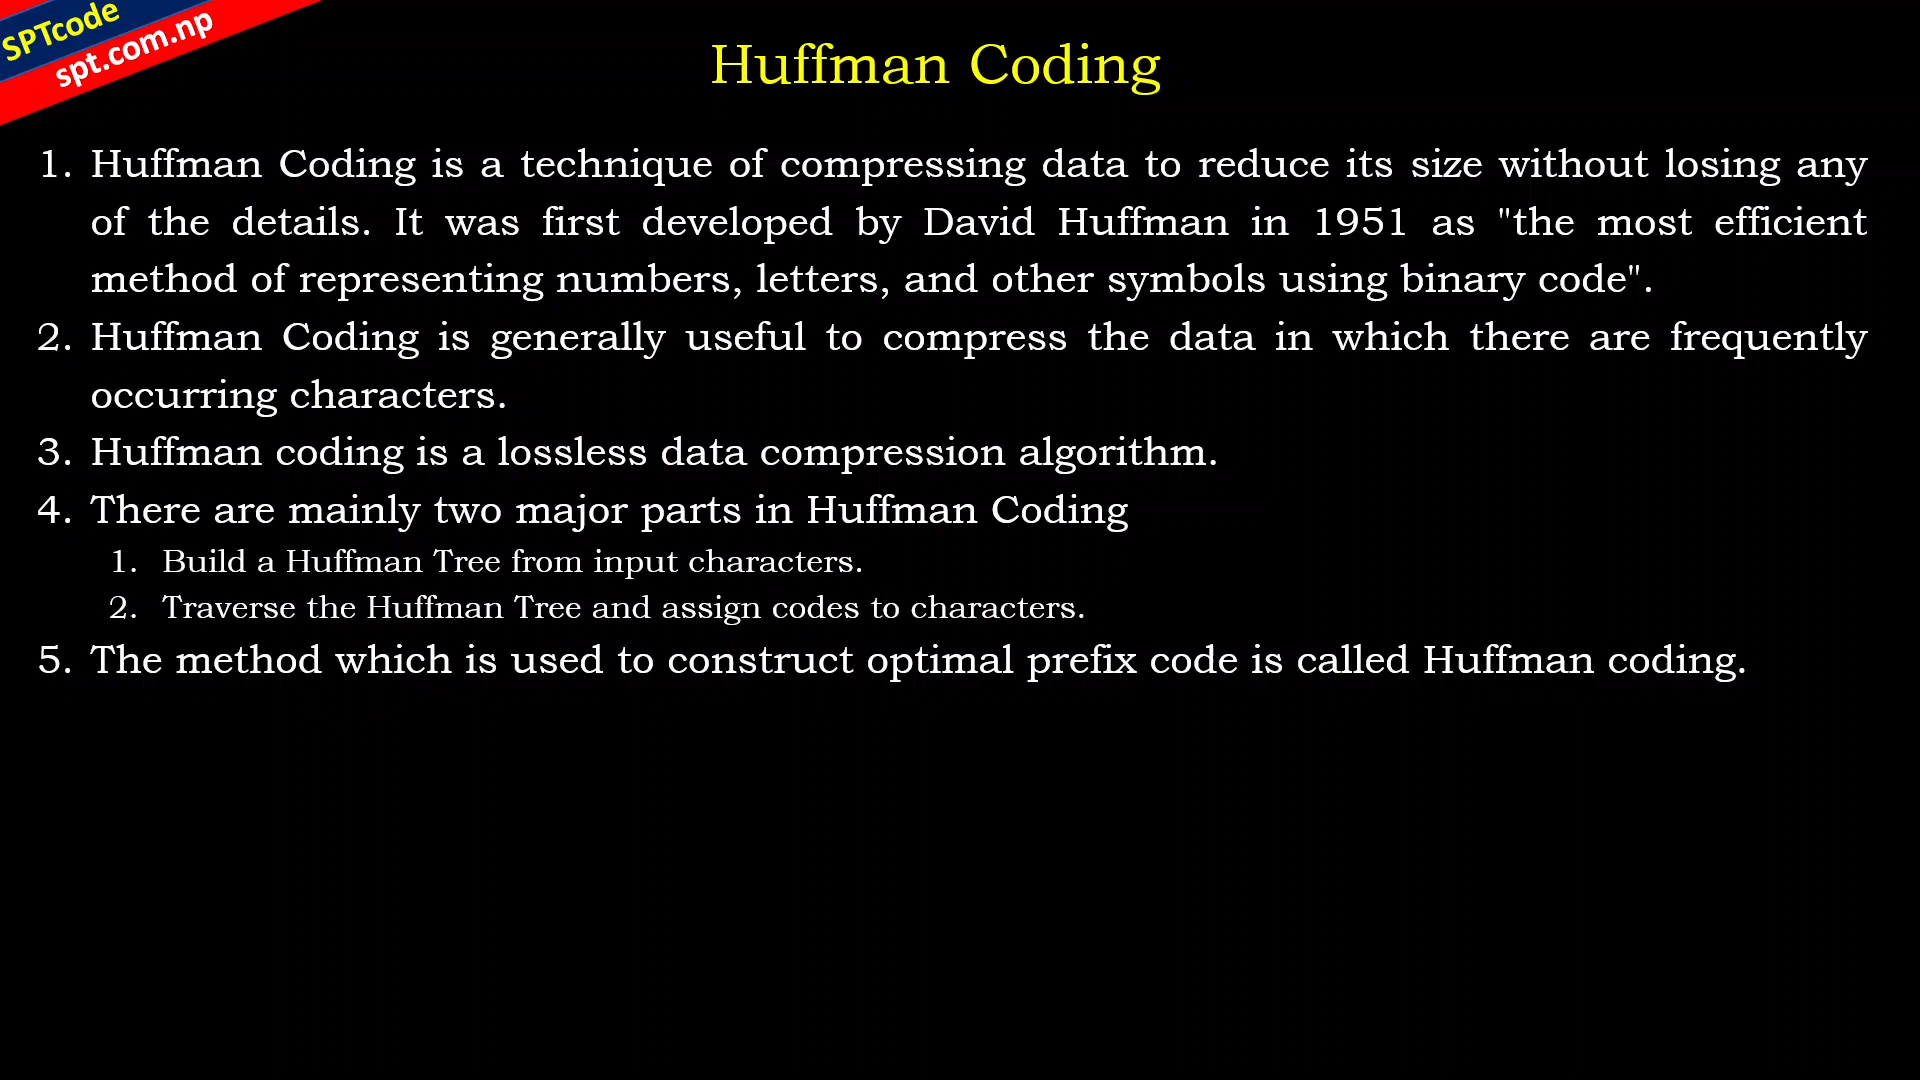 SPTcode
spt.com.np
Huffman Coding
1. Huffman Coding is a technique of compressing data to reduce its size without losing any
of the details. It was first developed by David Huffman in 1951 as "the most efficient
method of representing numbers, letters, and other symbols using binary code".
2. Huffman Coding is generally useful to compress the data in which there are frequently
occurring characters.
3. Huffman coding is a lossless data compression algorithm.
4. There are mainly two major parts in Huffman Coding
1. Build a Huffman Tree from input characters.
2. Traverse the Huffman Tree and assign codes to characters.
5. The method which is used to construct optimal prefix code is called Huffman coding.